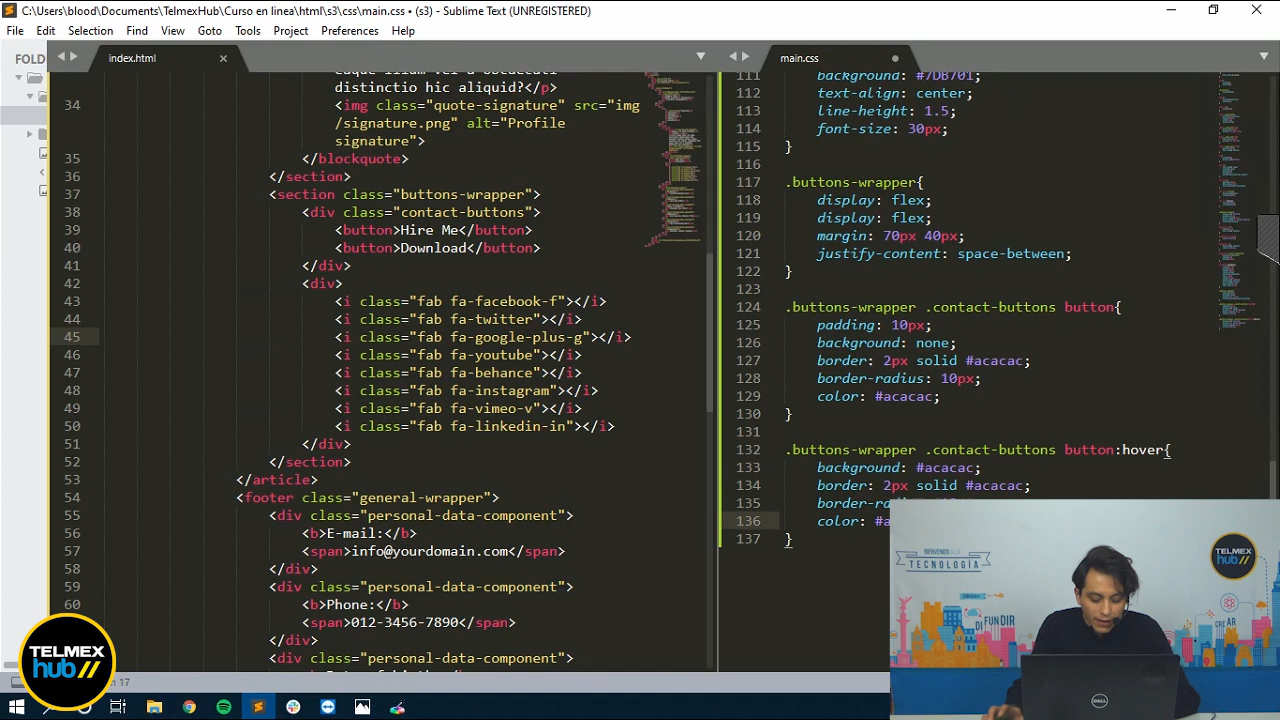 C:\Users\blood\Documents\TelmexHub\Curso en linea\html\s3\css\main.css • (s3) - Sublime Text (UNREGISTERED)
File Edit Selection Find View Goto Tools Project Preferences Help
FOLD
index.html
distinctio hic aliquid?</p>
34 <img class="quote-signature" src="img
/signature.png" alt="Profile
signature">
35 </blockquote>
36 </section>
37 <section class="buttons-wrapper">
38 <div class="contact-buttons">
39 <button>Hire Me</button>
40 <button>Download</button>
41 </div>
42 <div>
43 <i class="fab fa-facebook-f"></i>
44 <i class="fab fa-twitter"></i>
45 <i class="fab fa-google-plus-g"></i>
46 <i class="fab fa-youtube"></i>
47 <i class="fab fa-behance"></i>
48 <i class="fab fa-instagram"></i>
49 <i class="fab fa-vimeo-v"></i>
50 <i class="fab fa-linkedin-in"></i>
51 </div>
52 </section>
53 </article>
54 <footer class="general-wrapper">
55 <div class="personal-data-component">
56 <b>E-mail:</b>
57 <span>info@yourdomain.com</span>
58 </div>
59 <div class="personal-data-component">
60 <b>Phone:</b>
<span>012-3456-7890</span>
</div>
<div class="personal-data-component">
main.css
111 background: #7DB701;
112 text-align: center;
113 line-height: 1.5;
114 font-size: 30px;
115 }
116
117 .buttons-wrapper{
118 display: flex;
119 display: flex;
120 margin: 70px 40px;
121 justify-content: space-between;
122 }
123
124 .buttons-wrapper .contact-buttons button{
125 padding: 10px;
126 background: none;
127 border: 2px solid #acacac;
128 border-radius: 10px;
129 color: #acacac;
130 }
131
132 .buttons-wrapper .contact-buttons button:hover{
133 background: #acacac;
134 border: 2px solid #acacac;
135 border-ra
136 color: #a
137 }
TELMEX
hub //
17
BIENVENIDO A LA
TECNOLOGÍA
DI FUN DIR
CRE AR
TELMEX
hub //
DELL